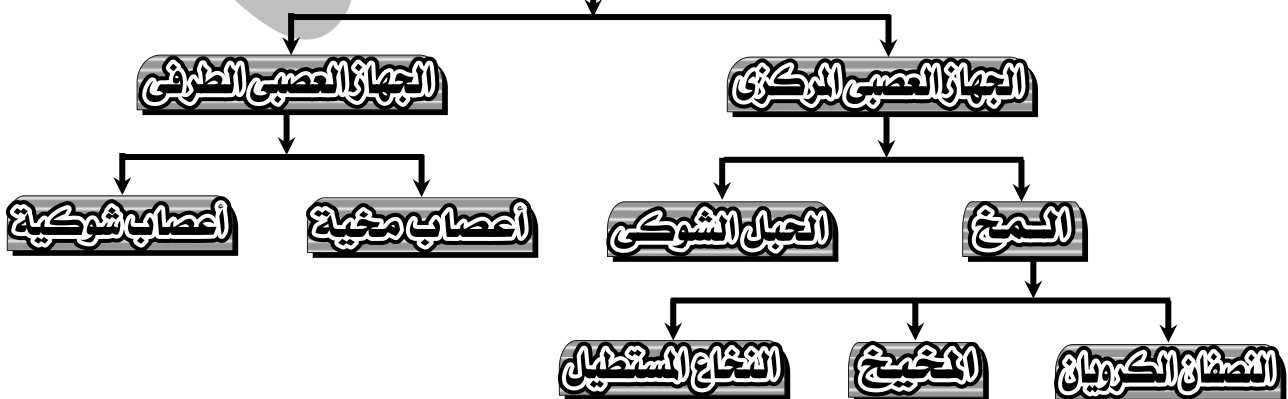 الجهاز العصبى المركزى
الجهاز العصبى الطرفى
المخ
الحبل الشوكى
أعصاب مخية
أعصاب شوكية
النصفان الكرويان
المخيخ
النخاع المستطيل